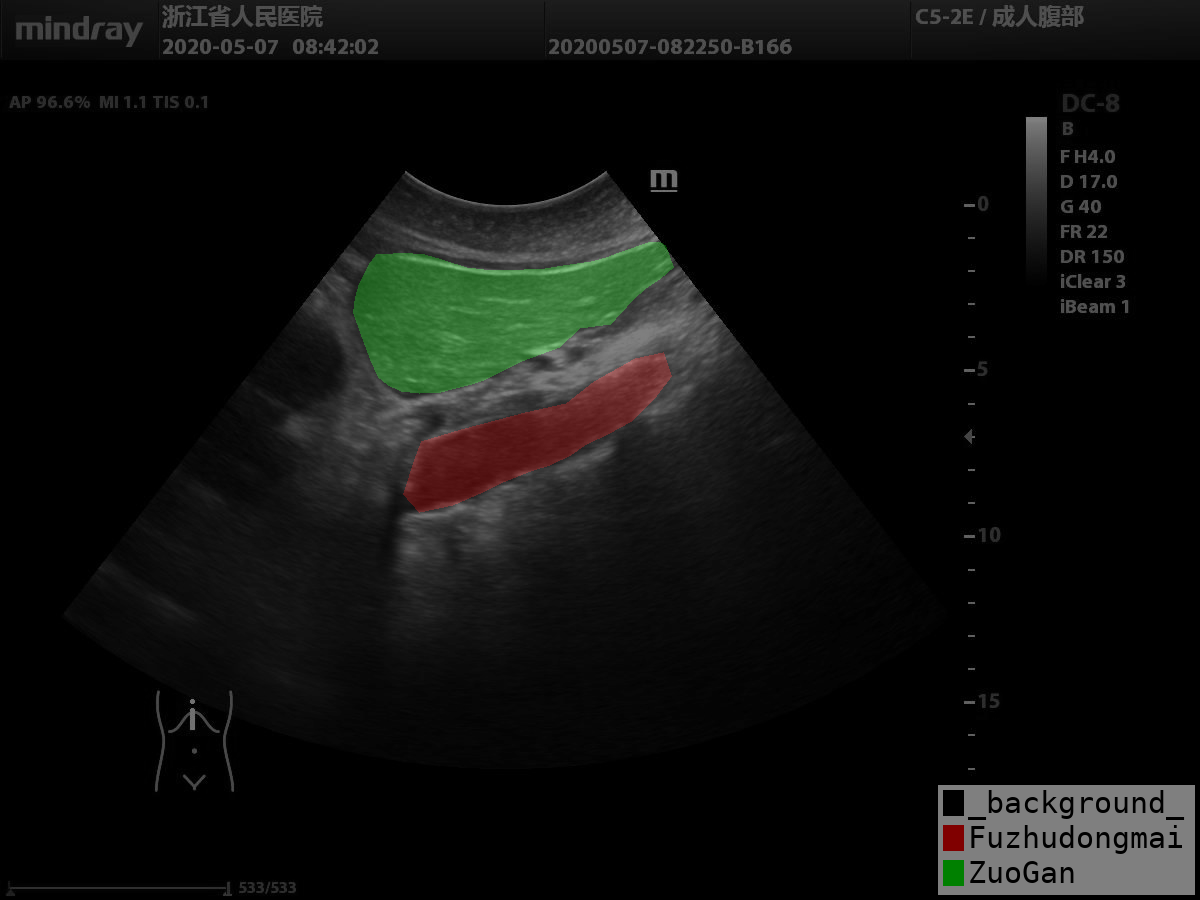 mindray
浙江省人民医院
2020-05-07 08:42:02
20200507-082250-B166
C5-2E / 成人腹部
AP 96.6% MI 1.1 TIS 0.1
DC-8
B
F H4.0
D 17.0
G 40
FR 22
DR 150
iClear 3
iBeam 1
m
0
5
10
15
_background_
Fuzhudongmai
ZuoGan
533/533